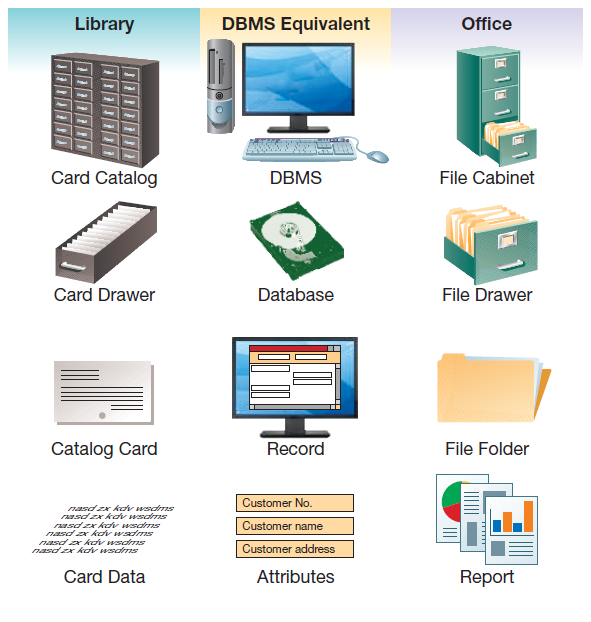 Library
DBMS Equivalent
Office
Card Catalog
DBMS
File Cabinet
Card Drawer
Database
File Drawer
Catalog Card
Record
File Folder
nasd zx kdv wsdms
nasd zx kdv wsdms
nasd zx kdv wsdms
nasd zx kdv wsdms
nasd zx kdv wsdms
nasd zx kdv wsdms
Customer No.
Customer name
Customer address
Card Data
Attributes
Report